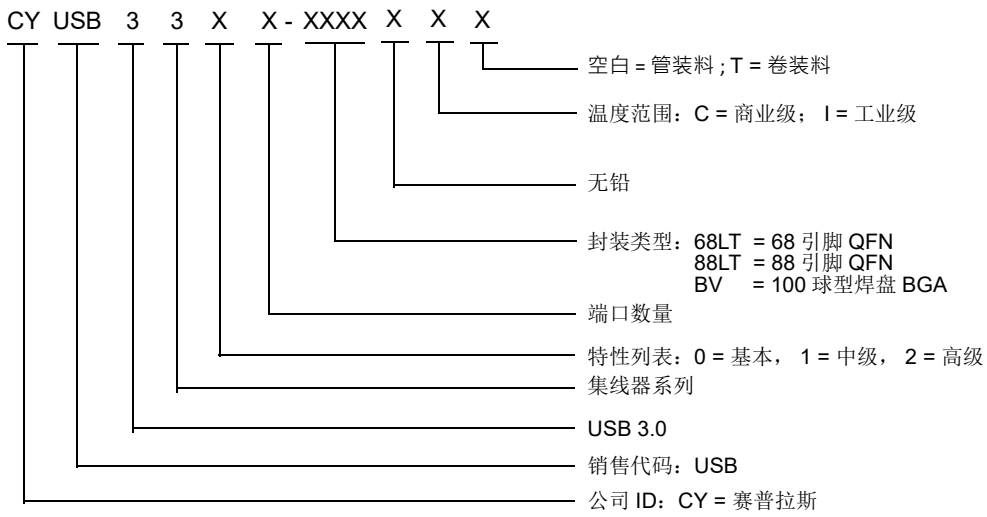 CY USB 3 3 X X - XXXX X X X
空白 = 管装料 ; T = 卷装料
温度范围：C = 商业级； I = 工业级
无铅
封装类型：68LT = 68 引脚 QFN
88LT = 88 引脚 QFN
BV = 100 球型焊盘 BGA
端口数量
特性列表：0 = 基本， 1 = 中级， 2 = 高级
集线器系列
USB 3.0
销售代码：USB
公司 ID：CY = 赛普拉斯